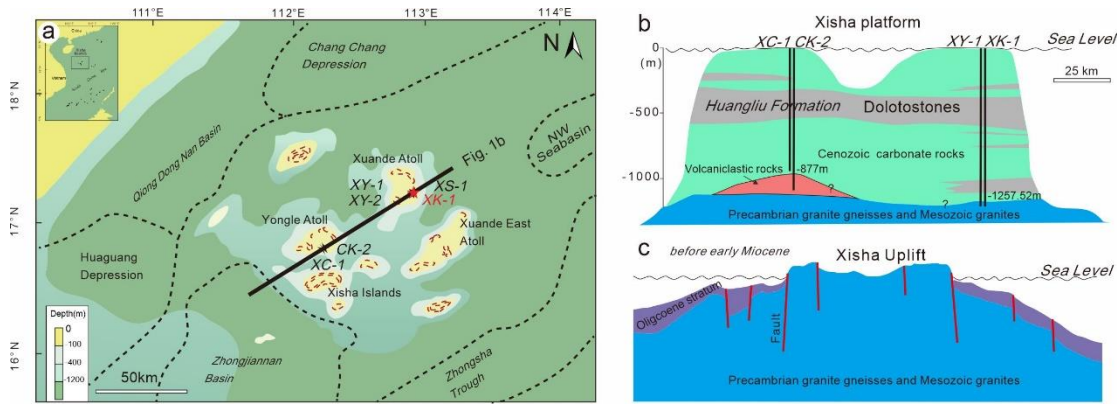 a
111°E
112°E
113°E
114°E
18°N
17°N
16°N
China
Vietnam
N
Chang Chang
Depression
Qiong Dong Nan Basin
NW
Seabasin
Fig. 1b
Xuande Atoll
XY-1
XS-1
XY-2
XK-1
Yongle Atoll
Xuande East
Atoll
CK-2
XC-1
Huaguang
Depression
Xisha Islands
Depth(m)
0
-100
-400
-1200
50km
Zhongjiannan
Basin
Zhongsha
Trough
b
Xisha platform
XC-1 CK-2
XY-1 XK-1
Sea Level
0
(m)
25 km
-500
Huangliu Formation
Dolotostones
Cenozoic carbonate rocks
Volcaniclastic rocks
-877m
-1000
?
?
-1257.52m
Precambrian granite gneisses and Mesozoic granites
c
before early Miocene
Xisha Uplift
Sea Level
Oligcoene stratum
Fault
Precambrian granite gneisses and Mesozoic granites